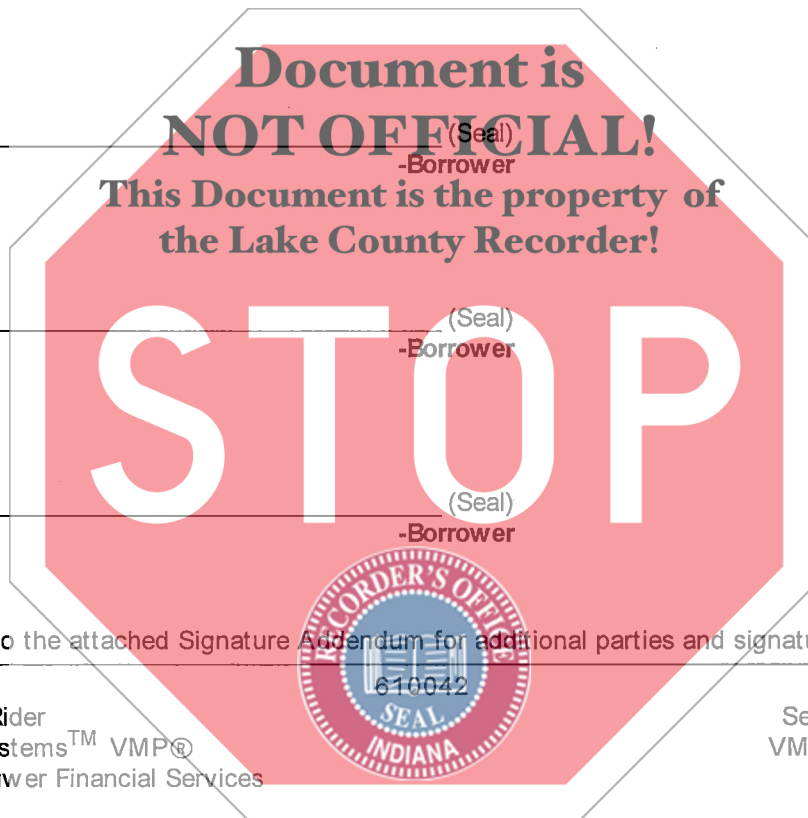 Document is
NOT OFFICIAL!
(Seal)
-Borrower
This Document is the property of
the Lake County Recorder!
STOP
(Seal)
-Borrower
(Seal)
-Borrower
RECORDER'S OFFICE
o the attached Signature Addendum for additional parties and signatu
610042
SEAL
INDIANA
Rider
Se
stems™ VMP®
VM
wer Financial Services